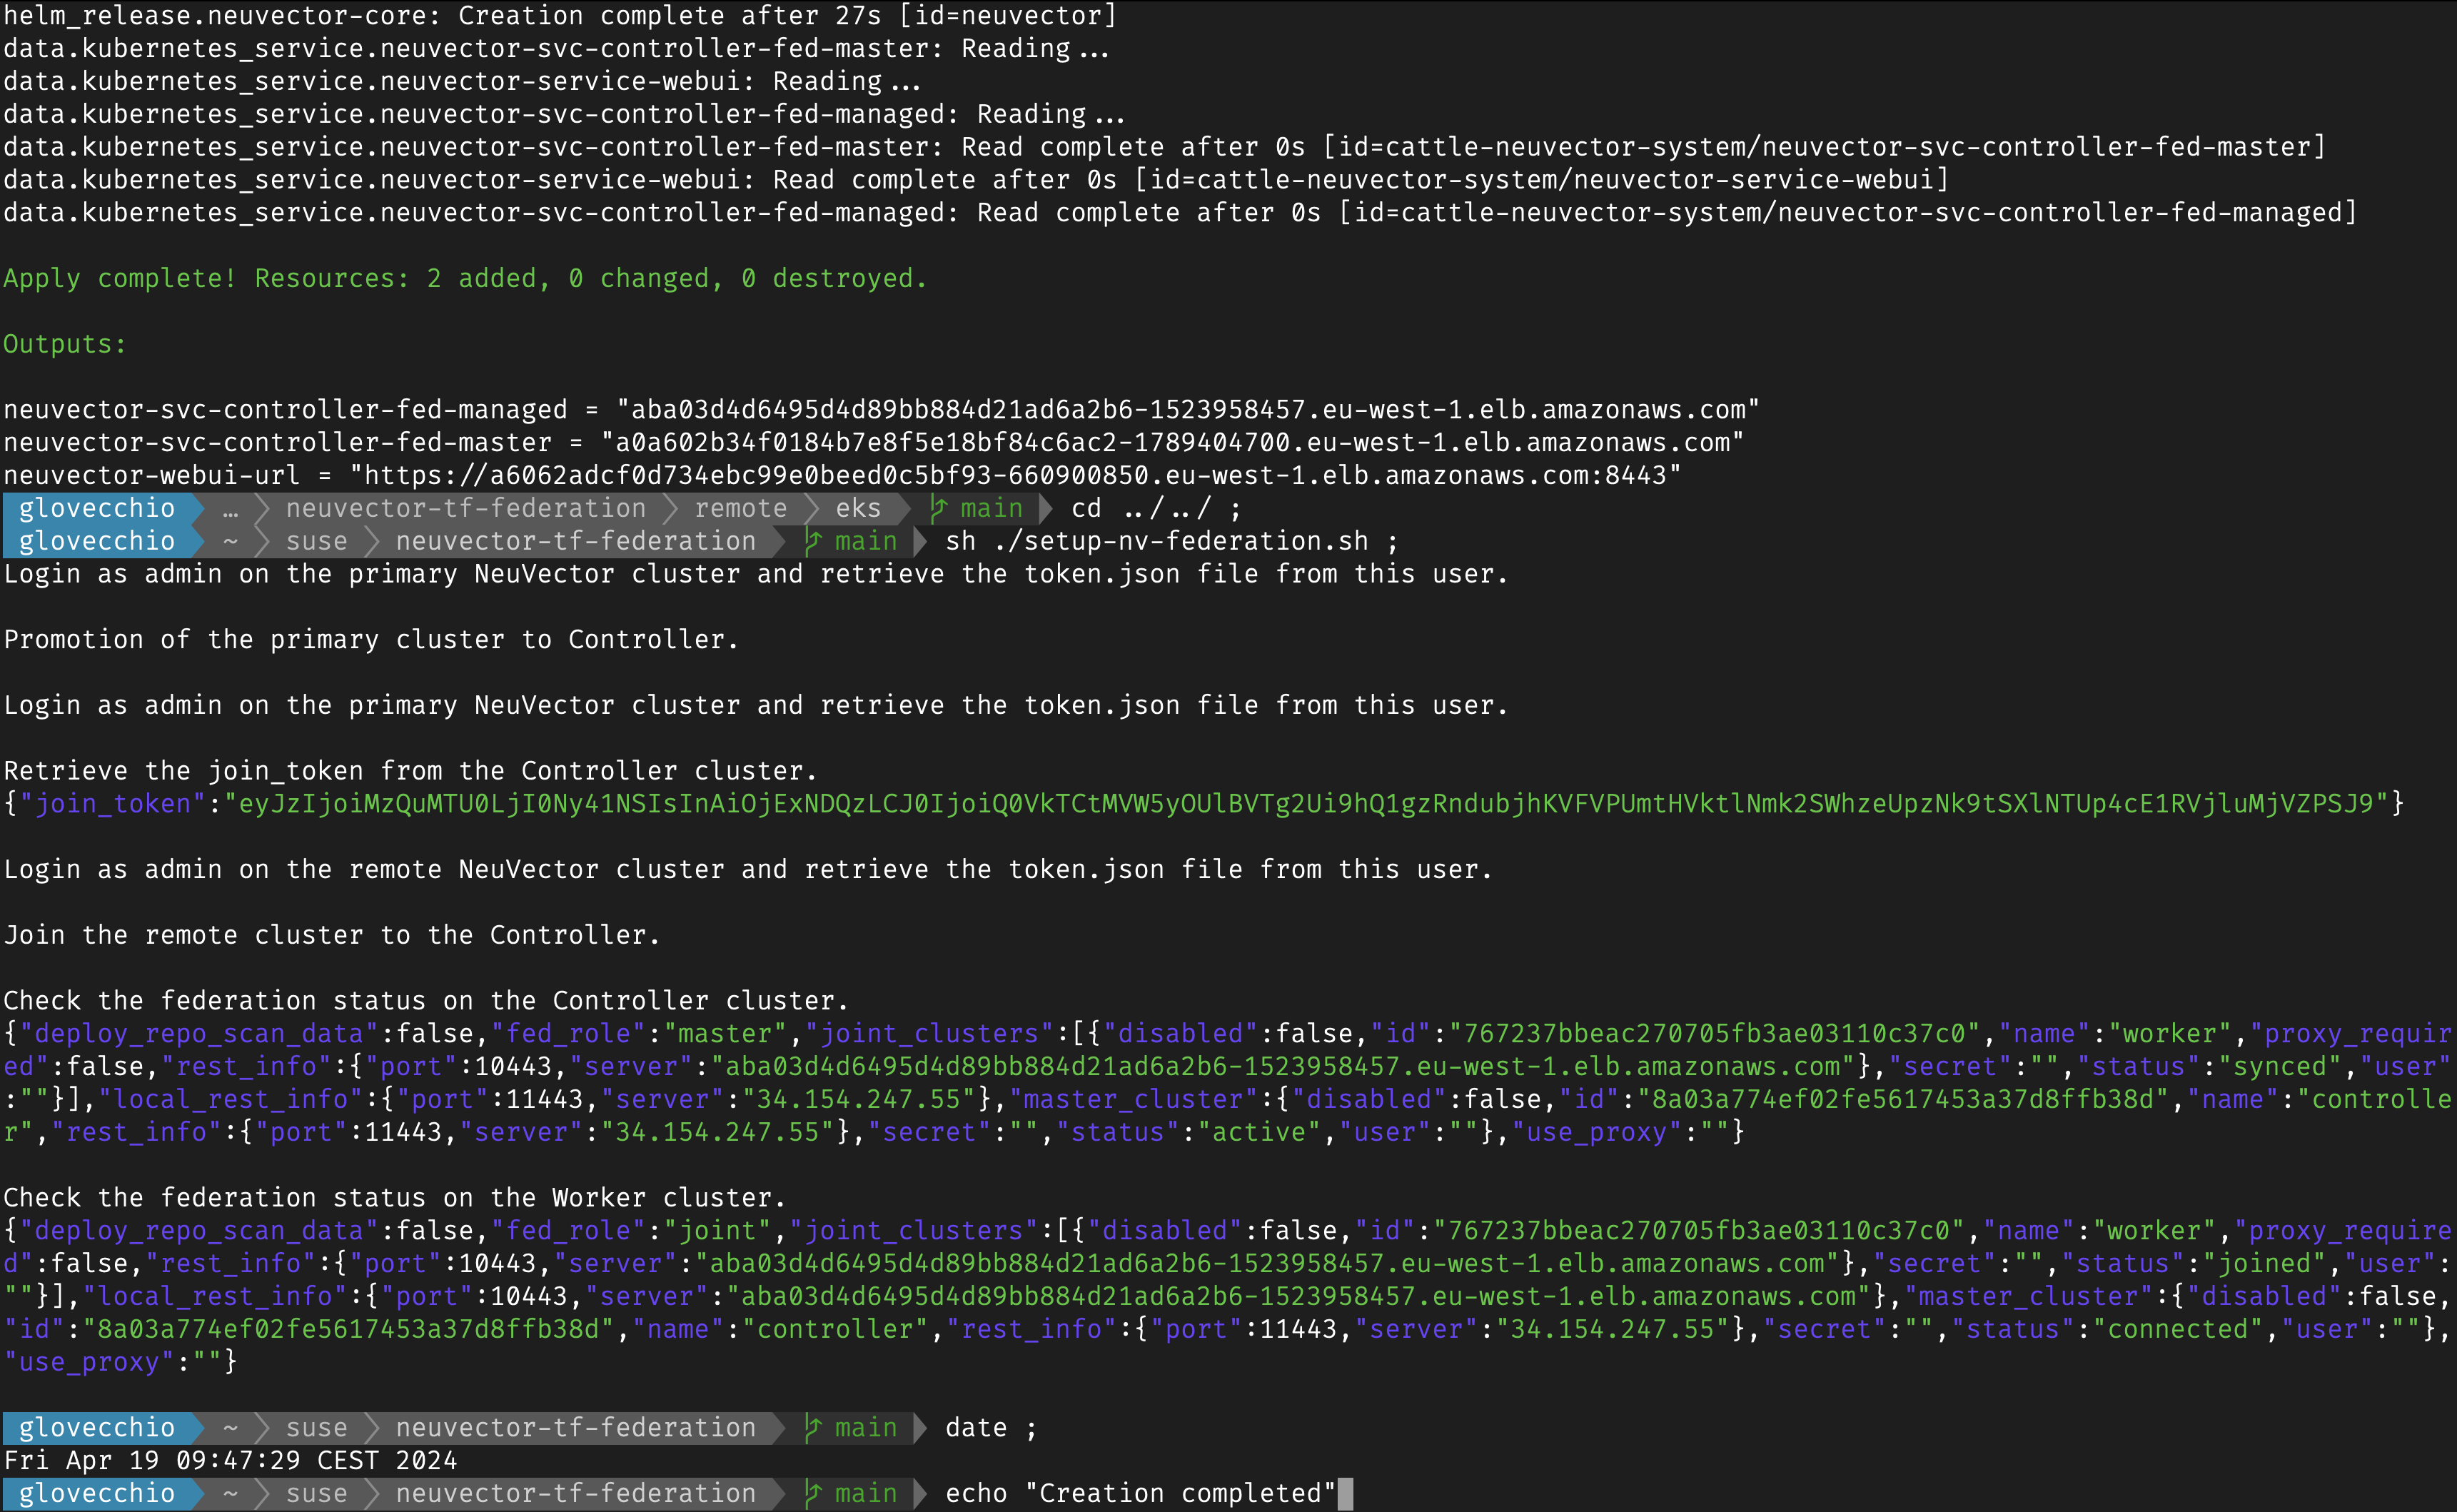 helm_release.neuvector-core: Creation complete after 27s [id=neuvector]
data.kubernetes_service.neuvector-svc-controller-fed-master: Reading...
data.kubernetes_service.neuvector-service-webui: Reading...
data.kubernetes_service.neuvector-svc-controller-fed-managed: Reading...
data.kubernetes_service.neuvector-svc-controller-fed-master: Read complete after 0s [id=cattle-neuvector-system/neuvector-svc-controller-fed-master]
data.kubernetes_service.neuvector-service-webui: Read complete after 0s [id=cattle-neuvector-system/neuvector-service-webui]
data.kubernetes_service.neuvector-svc-controller-fed-managed: Read complete after 0s [id=cattle-neuvector-system/neuvector-svc-controller-fed-managed]
Apply complete! Resources: 2 added, 0 changed, 0 destroyed.
Outputs:
neuvector-svc-controller-fed-managed = "aba03d4d6495d4d89bb884d21ad6a2b6-1523958457.eu-west-1.elb.amazonaws.com"
neuvector-svc-controller-fed-master = "a0a602b34f0184b7e8f5e18bf84c6ac2-1789404700.eu-west-1.elb.amazonaws.com"
neuvector-webui-url = "https://a6062adcf0d734ebc99e0beed0c5bf93-660900850.eu-west-1.elb.amazonaws.com:8443"
glovecchio … neuvector-tf-federation remote eks main cd ../../ ;
glovecchio ~ suse neuvector-tf-federation main sh ./setup-nv-federation.sh ;
Login as admin on the primary NeuVector cluster and retrieve the token.json file from this user.
Promotion of the primary cluster to Controller.
Login as admin on the primary NeuVector cluster and retrieve the token.json file from this user.
Retrieve the join_token from the Controller cluster.
{"join_token":"eyJzIjoiMzQuMTU0LjI0Ny41NSIsInAiOjExNDQzLCJ0IjoiQ0VkTCtMVW5yOUlBVTg2Ui9hQ1gzRndubjhKVFVPUmtHVktlNmk2SWhzeUpzNk9tSXlNTUp4cE1RVjluMjVZPSJ9"}
Login as admin on the remote NeuVector cluster and retrieve the token.json file from this user.
Join the remote cluster to the Controller.
Check the federation status on the Controller cluster.
{"deploy_repo_scan_data":false,"fed_role":"master","joint_clusters":[{"disabled":false,"id":"767237bbeac270705fb3ae03110c37c0","name":"worker","proxy_requir
ed":false,"rest_info":{"port":10443,"server":"aba03d4d6495d4d89bb884d21ad6a2b6-1523958457.eu-west-1.elb.amazonaws.com"},"secret":"","status":"synced","user"
:""}],"local_rest_info":{"port":11443,"server":"34.154.247.55"},"master_cluster":{"disabled":false,"id":"8a03a774ef02fe5617453a37d8ffb38d","name":"controlle
r","rest_info":{"port":11443,"server":"34.154.247.55"},"secret":"","status":"active","user":""},"use_proxy":""}
Check the federation status on the Worker cluster.
{"deploy_repo_scan_data":false,"fed_role":"joint","joint_clusters":[{"disabled":false,"id":"767237bbeac270705fb3ae03110c37c0","name":"worker","proxy_require
d":false,"rest_info":{"port":10443,"server":"aba03d4d6495d4d89bb884d21ad6a2b6-1523958457.eu-west-1.elb.amazonaws.com"},"secret":"","status":"joined","user":
""}],"local_rest_info":{"port":10443,"server":"aba03d4d6495d4d89bb884d21ad6a2b6-1523958457.eu-west-1.elb.amazonaws.com"},"master_cluster":{"disabled":false,
"id":"8a03a774ef02fe5617453a37d8ffb38d","name":"controller","rest_info":{"port":11443,"server":"34.154.247.55"},"secret":"","status":"connected","user":""},
"use_proxy":""}
glovecchio ~ suse neuvector-tf-federation main date ;
Fri Apr 19 09:47:29 CEST 2024
glovecchio ~ suse neuvector-tf-federation main echo "Creation completed"